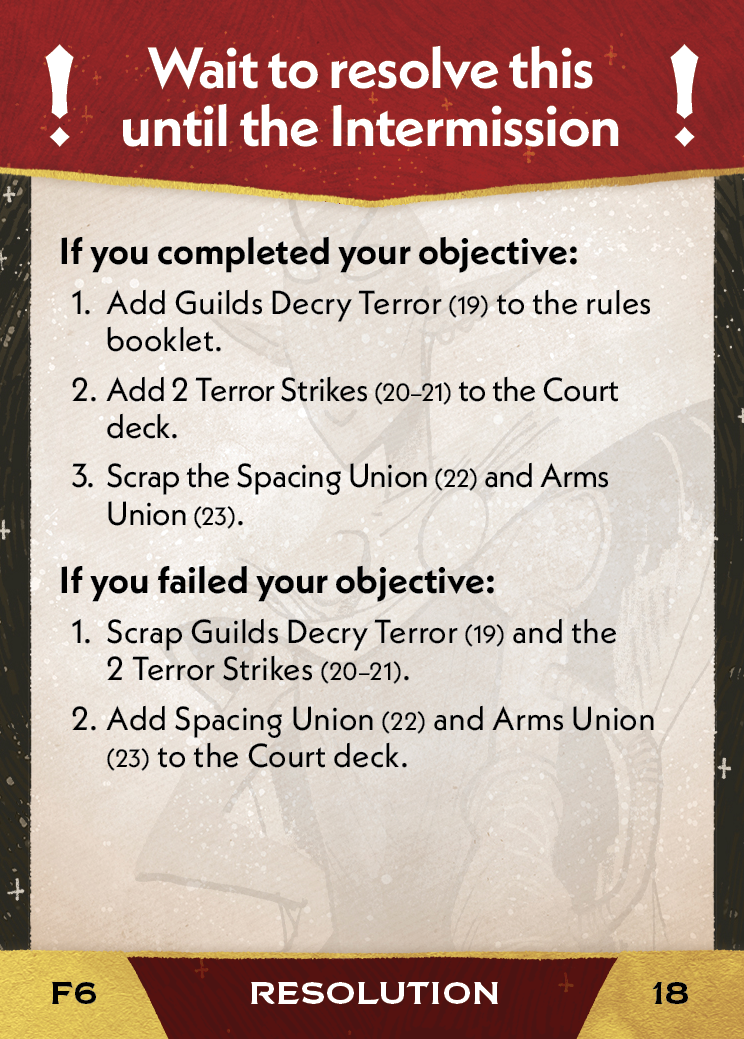 Wait to resolve this
until the Intermission
If you completed your objective:
1. Add Guilds Decry Terror (19) to the rules
booklet.
2. Add 2 Terror Strikes (20–21) to the Court
deck.
3. Scrap the Spacing Union (22) and Arms
Union (23).
If you failed your objective:
1. Scrap Guilds Decry Terror (19) and the
2 Terror Strikes (20–21).
2. Add Spacing Union (22) and Arms Union
(23) to the Court deck.
F6 RESOLUTION 18